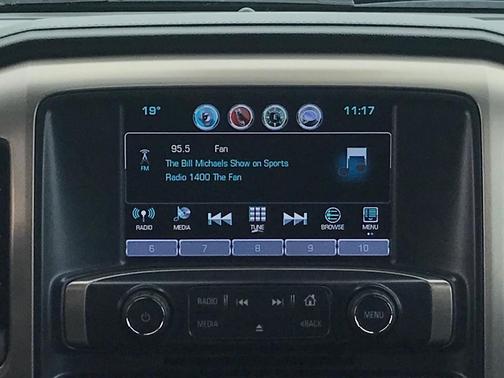 19° 11:17
95.5 Fan
FM
The Bill Michaels Show on Sports
Radio 1400 The Fan
RADIO MEDIA TUNE BROWSE MENU
6 7 8 9 10
RADIO
MEDIA <BACK MENU